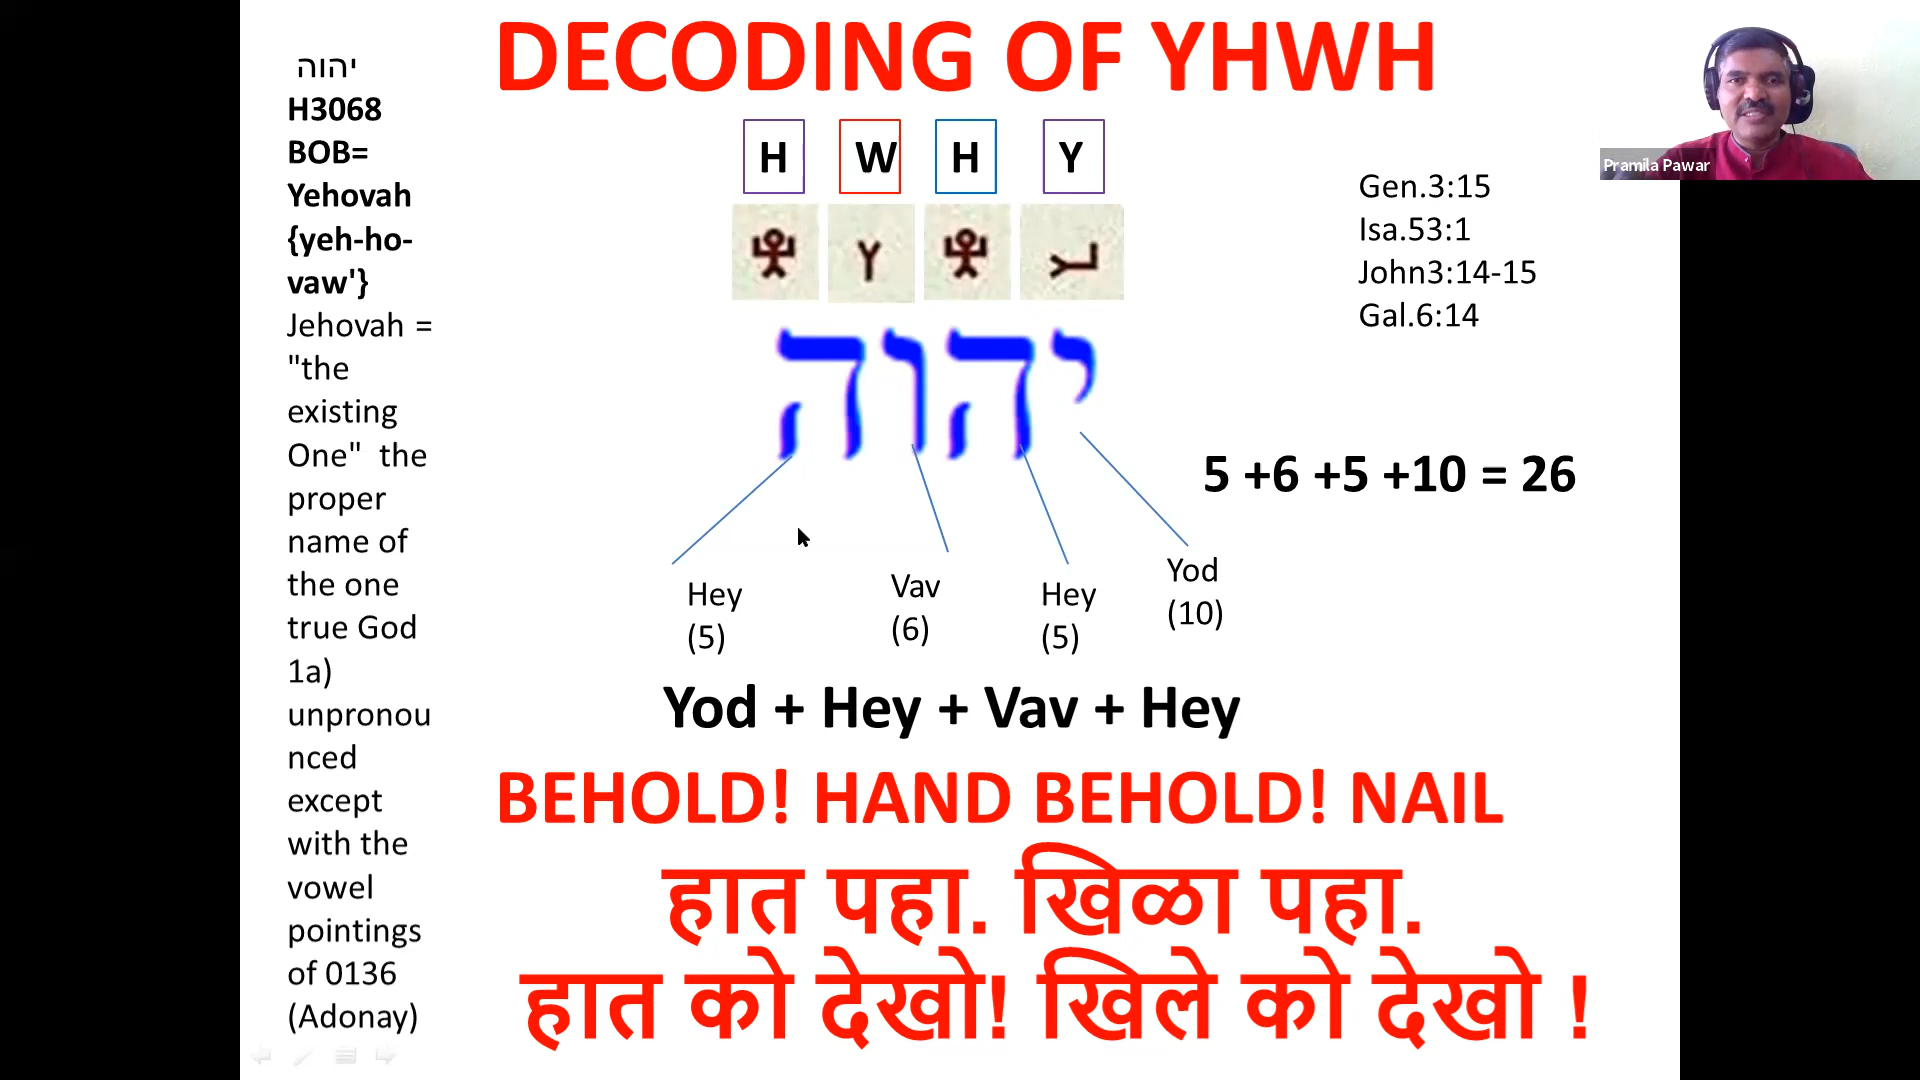 DECODING OF YHWH
יהוה
H3068
BOB=
Yehovah
{yeh-ho-
vaw'}
Jehovah =
"the
existing
One" the
proper
name of
the one
true God
1a)
unpronou
nced
except
with the
vowel
pointings
of 0136
(Adonay)
H W H Y
יהוה
Hey
(5)
Vav
(6)
Hey
(5)
Yod
(10)
Gen.3:15
Isa.53:1
John3:14-15
Gal.6:14
5 +6 +5 +10 = 26
Yod + Hey + Vav + Hey
BEHOLD! HAND BEHOLD! NAIL
हात पहा. खिळा पहा.
हात को देखो! खिले को देखो !
Pramila Pawar